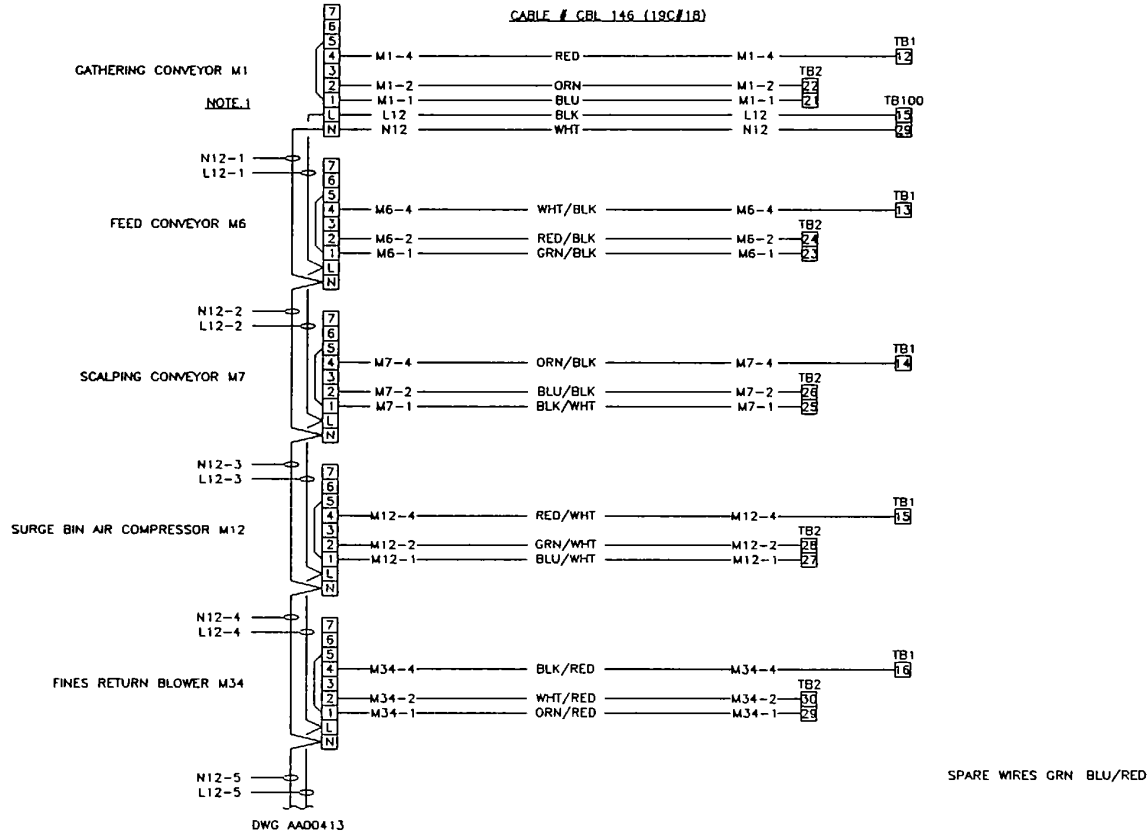 CABLE # CBL 146 (19C#18)
7
6
5 TB1
4 M1-4 RED M1-4 12
GATHERING CONVEYOR M1
3 TB2
2 M1-2 ORN M1-2 22
NOTE.1
1 M1-1 BLU M1-1 21 TB100
L L12 BLK L12 15
N N12 WHT N12 29
N12-1
L12-1
7
6
5 TB1
4 M6-4 WHT/BLK M6-4 13
FEED CONVEYOR M6
3 TB2
2 M6-2 RED/BLK M6-2 24
1 M6-1 GRN/BLK M6-1 23
L
N
N12-2
L12-2
7
6
5 TB1
4 M7-4 ORN/BLK M7-4 14
SCALPING CONVEYOR M7
3 TB2
2 M7-2 BLU/BLK M7-2 26
1 M7-1 BLK/WHT M7-1 25
L
N
N12-3
L12-3
7
6
5 TB1
4 M12-4 RED/WHT M12-4 15
SURGE BIN AIR COMPRESSOR M12
3 TB2
2 M12-2 GRN/WHT M12-2 28
1 M12-1 BLU/WHT M12-1 27
L
N
N12-4
L12-4
7
6
5 TB1
4 M34-4 BLK/RED M34-4 16
FINES RETURN BLOWER M34
3 TB2
2 M34-2 WHT/RED M34-2 30
1 M34-1 ORN/RED M34-1 29
L
N
N12-5
L12-5
SPARE WIRES GRN BLU/RED
DWG AA00413